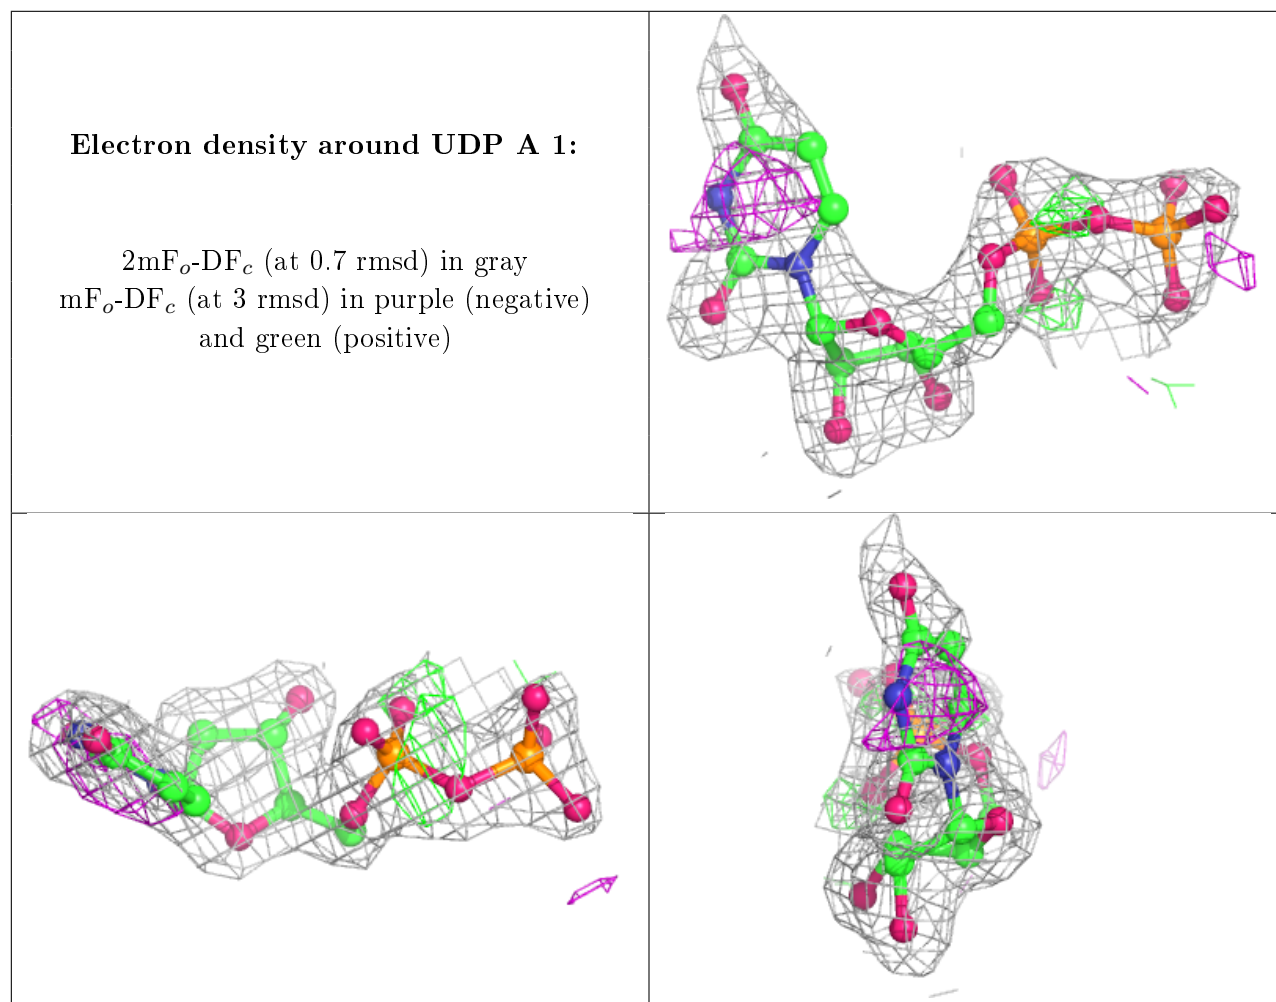 Electron density around UDP A 1:
2mFₒ-DF𝒸 (at 0.7 rmsd) in gray
mFₒ-DF𝒸 (at 3 rmsd) in purple (negative)
and green (positive)